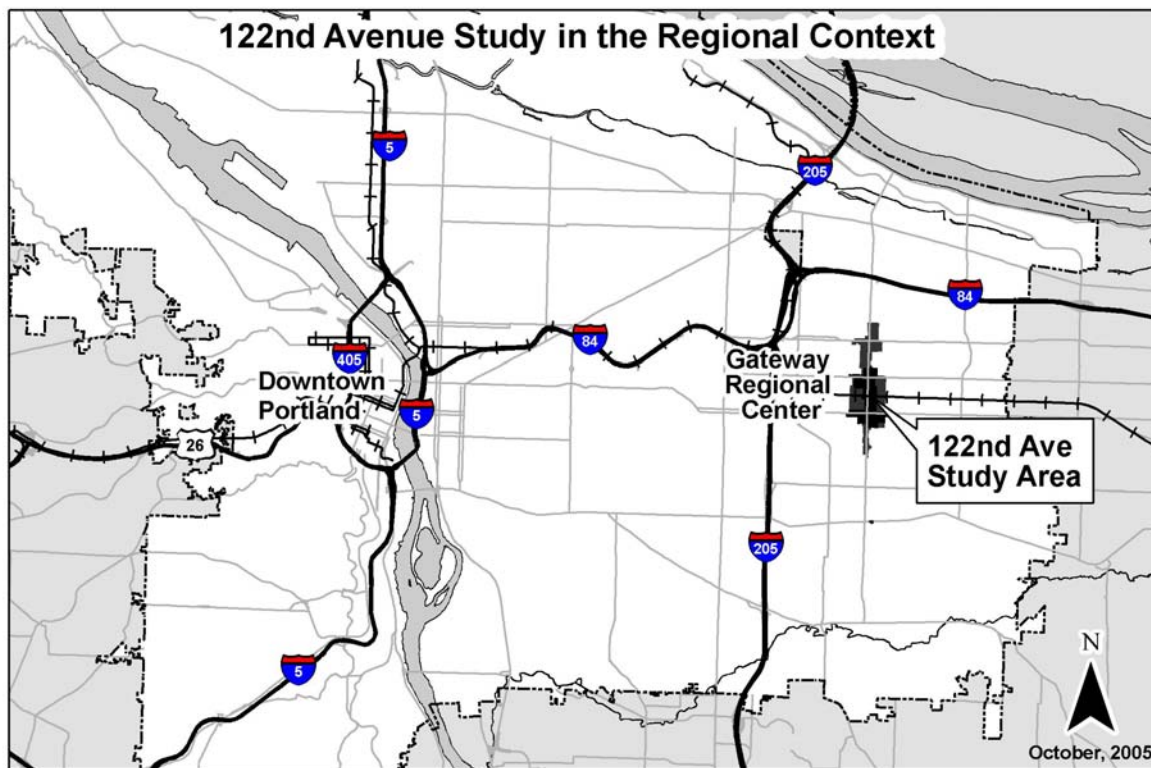 122nd Avenue Study in the Regional Context
5
205
84
84
405
Downtown
Portland
5
26
Gateway
Regional
Center
122nd Ave
Study Area
205
5
N
October, 2005